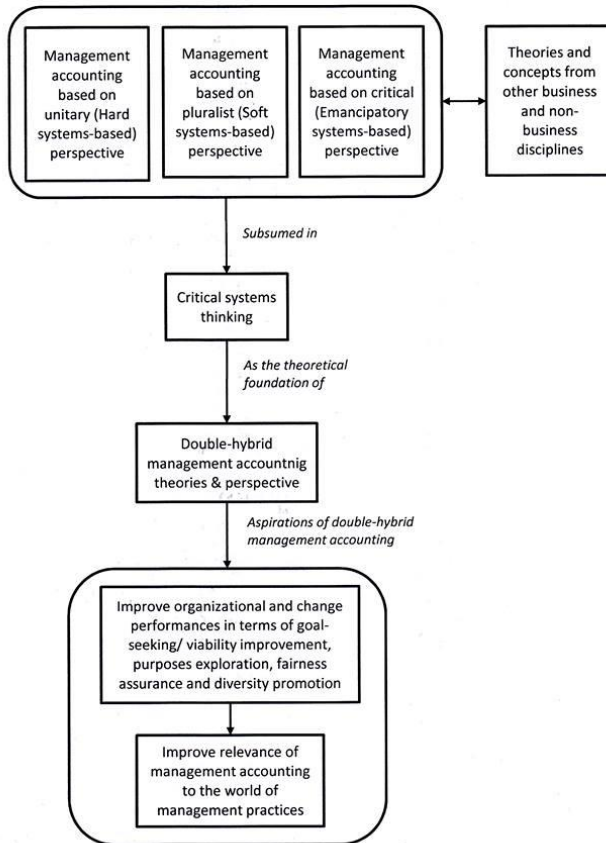 Management
accounting
based on
unitary (Hard
systems-based)
perspective
Management
accounting
based on
pluralist (Soft
systems-based)
perspective
Management
accounting
based on critical
(Emancipatory
systems-based)
perspective
Theories and
concepts from
other business
and non-
business
disciplines
Subsumed in
Critical systems
thinking
As the theoretical
foundation of
Double-hybrid
management accountnig
theories & perspective
Aspirations of double-hybrid
management accounting
Improve organizational and change
performances in terms of goal-
seeking/ viability improvement,
purposes exploration, fairness
assurance and diversity promotion
Improve relevance of
management accounting
to the world of
management practices